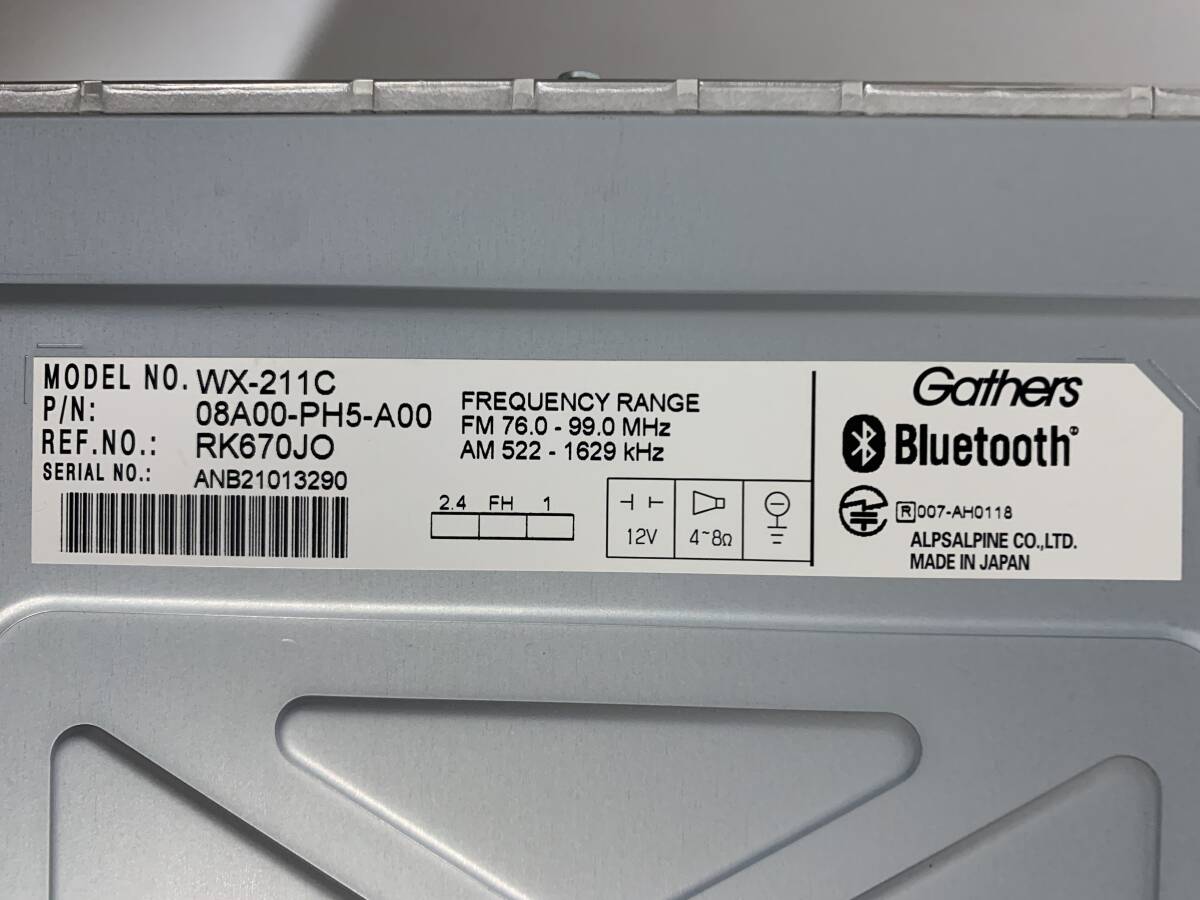 MODEL NO. WX-211C
P/N: 08A00-PH5-A00
REF.NO.: RK670JO
SERIAL NO.: ANB21013290
FREQUENCY RANGE
FM 76.0 - 99.0 MHz
AM 522 - 1629 kHz
2.4 FH 1
12V 4~8Ω
Gathers
Bluetooth®
R 007-AH0118
ALPSALPINE CO.,LTD.
MADE IN JAPAN